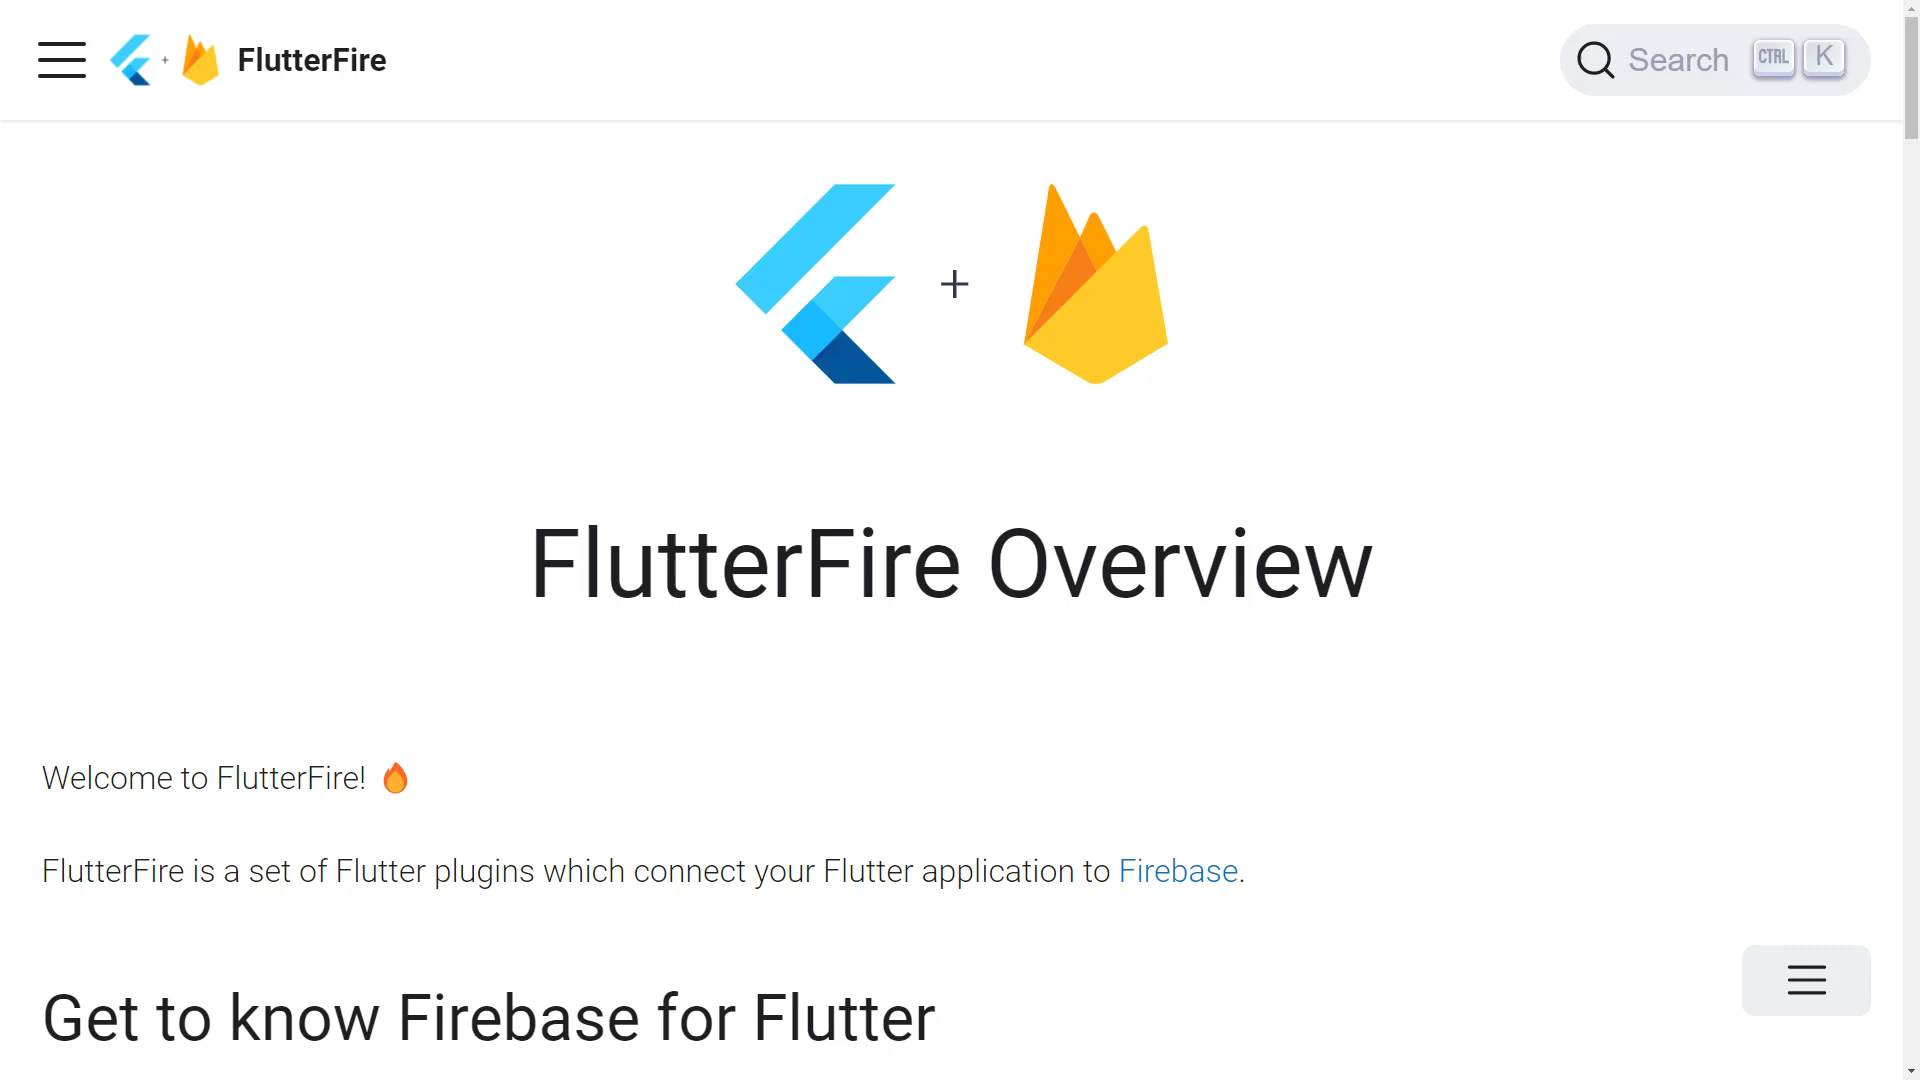 FlutterFire
Search CTRL K
+
FlutterFire Overview
Welcome to FlutterFire! 🔥
FlutterFire is a set of Flutter plugins which connect your Flutter application to Firebase.
Get to know Firebase for Flutter